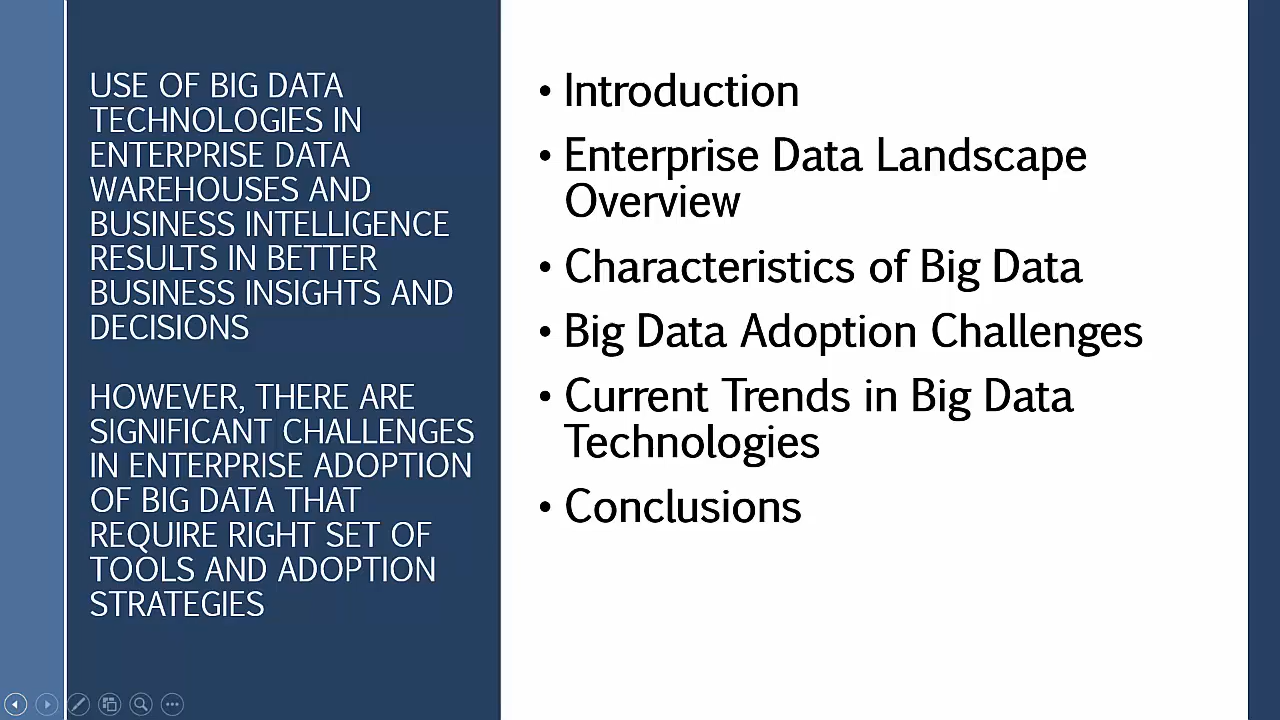 USE OF BIG DATA
TECHNOLOGIES IN
ENTERPRISE DATA
WAREHOUSES AND
BUSINESS INTELLIGENCE
RESULTS IN BETTER
BUSINESS INSIGHTS AND
DECISIONS
HOWEVER, THERE ARE
SIGNIFICANT CHALLENGES
IN ENTERPRISE ADOPTION
OF BIG DATA THAT
REQUIRE RIGHT SET OF
TOOLS AND ADOPTION
STRATEGIES
• Introduction
• Enterprise Data Landscape
Overview
• Characteristics of Big Data
• Big Data Adoption Challenges
• Current Trends in Big Data
Technologies
• Conclusions